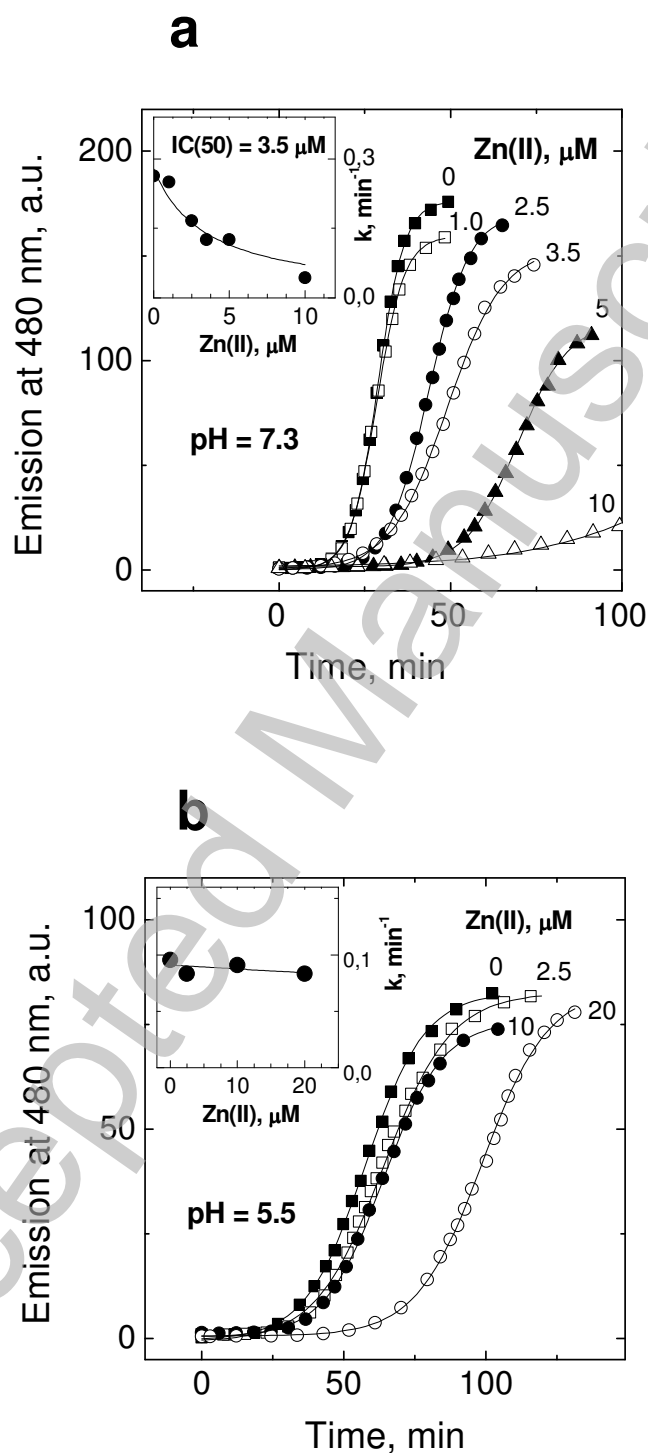 a
200
100
0
Emission at 480 nm, a.u.
IC(50) = 3.5 µM
0,3
0,0
k, min⁻¹
0
5
10
Zn(II), µM
Zn(II), µM
0
1.0
2.5
3.5
5
10
pH = 7.3
0
50
100
Time, min
b
100
50
0
Emission at 480 nm, a.u.
0,1
0,0
k, min⁻¹
0
10
20
Zn(II), µM
Zn(II), µM
0
2.5
10
20
pH = 5.5
0
50
100
Time, min
cepted Manusc